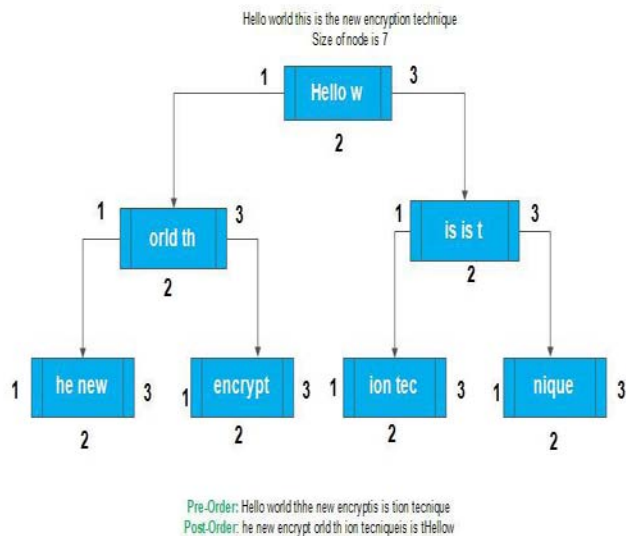 Hello world this is the new encryption technique
Size of node is 7
1 Hello w 3
2
1 orld th 3
2
1 is is t 3
2
1 he new 3
2
1 encrypt 3
2
1 ion tec 3
2
1 nique 3
2
Pre-Order: Hello world thhe new encryptis is tion tecnique
Post-Order: he new encrypt orld th ion tecniqueis is tHellow